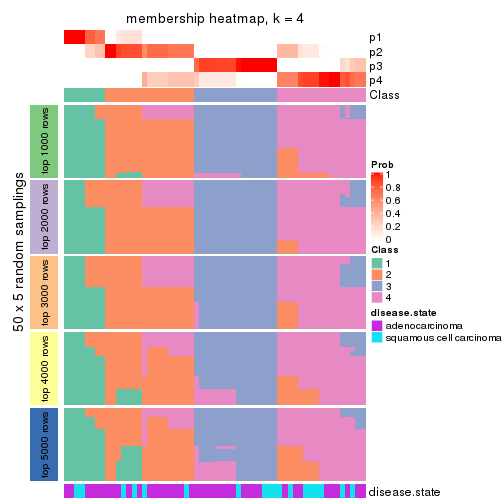 membership heatmap, k = 4
p1
p2
p3
p4
Class
50 x 5 random samplings
top 1000 rows
top 2000 rows
top 3000 rows
top 4000 rows
top 5000 rows
disease.state
Prob
1
0.8
0.6
0.4
0.2
0
Class
1
2
3
4
disease.state
adenocarcinoma
squamous cell carcinoma